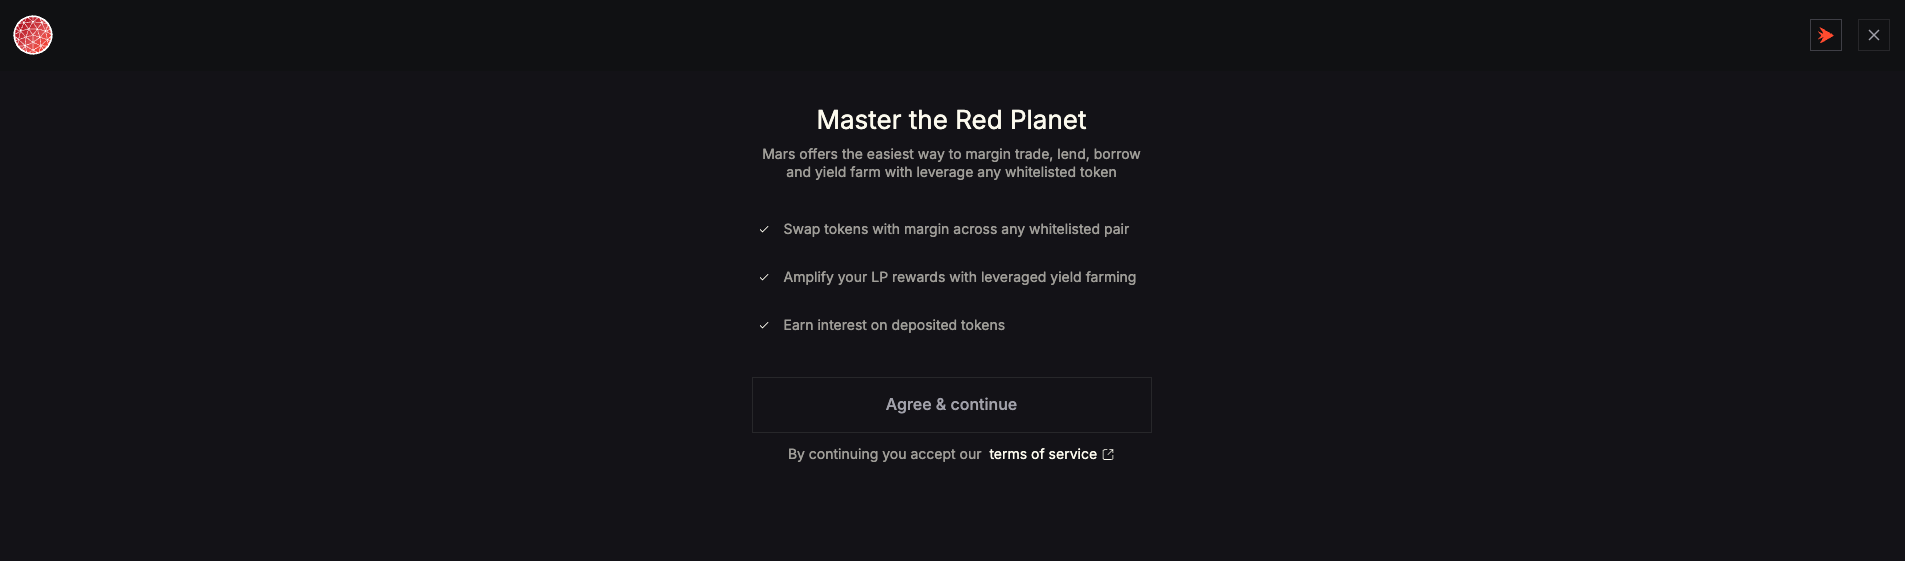 Master the Red Planet
Mars offers the easiest way to margin trade, lend, borrow
and yield farm with leverage any whitelisted token
Swap tokens with margin across any whitelisted pair
Amplify your LP rewards with leveraged yield farming
Earn interest on deposited tokens
Agree & continue
By continuing you accept our terms of service